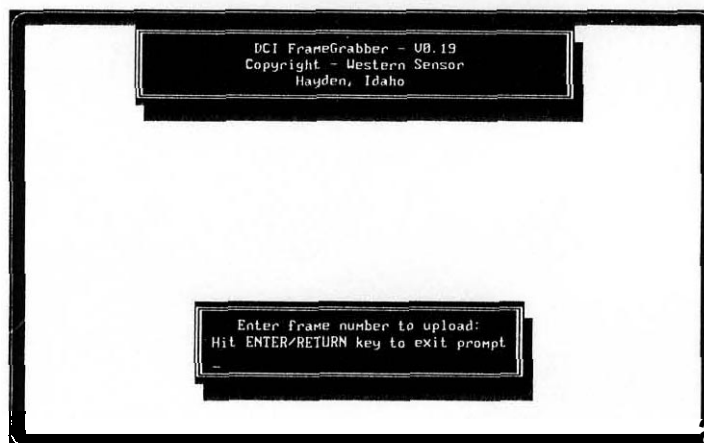 DCI FrameGrabber - V0.19
Copyright - Western Sensor
Hayden, Idaho
Enter frame number to upload:
Hit ENTER/RETURN key to exit prompt
_